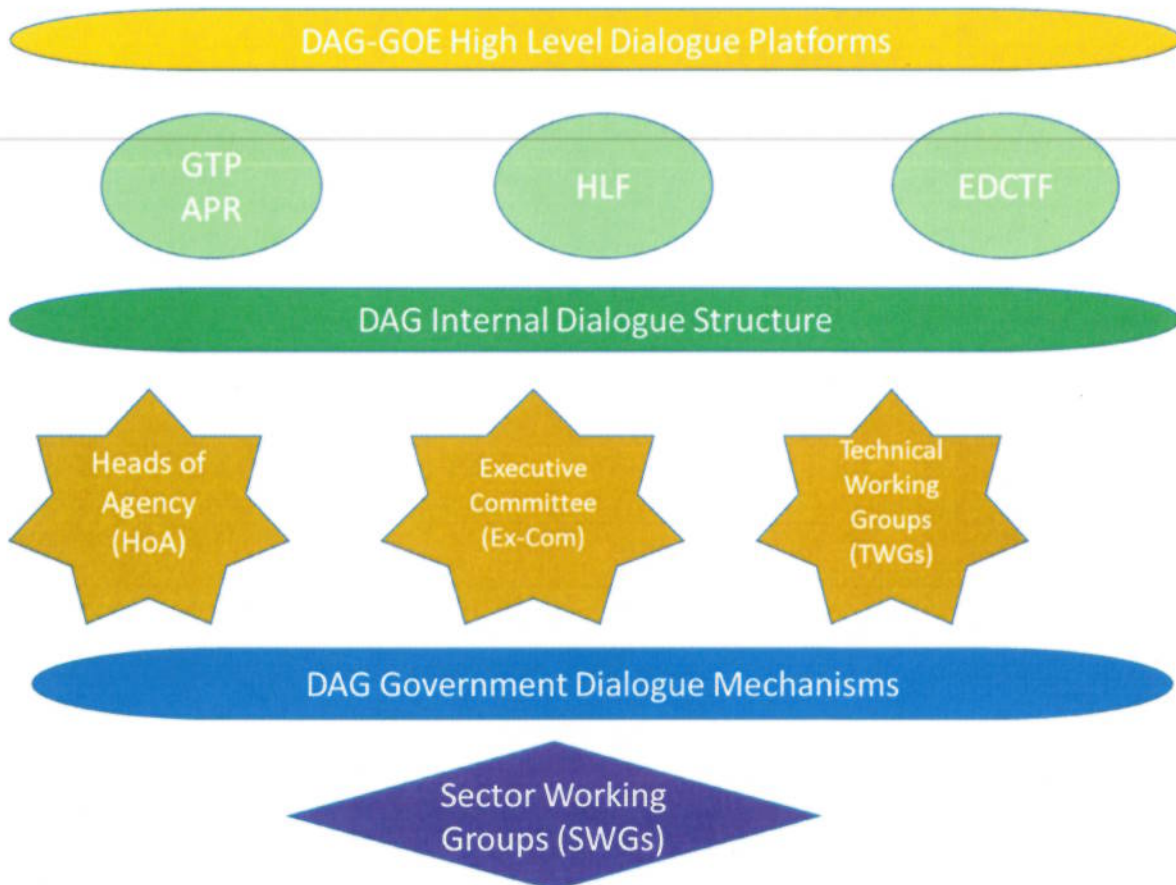 DAG-GOE High Level Dialogue Platforms
GTP
APR
HLF
EDCTF
DAG Internal Dialogue Structure
Heads of
Agency
(HoA)
Executive
Committee
(Ex-Com)
Technical
Working
Groups
(TWGs)
DAG Government Dialogue Mechanisms
Sector Working
Groups (SWGs)